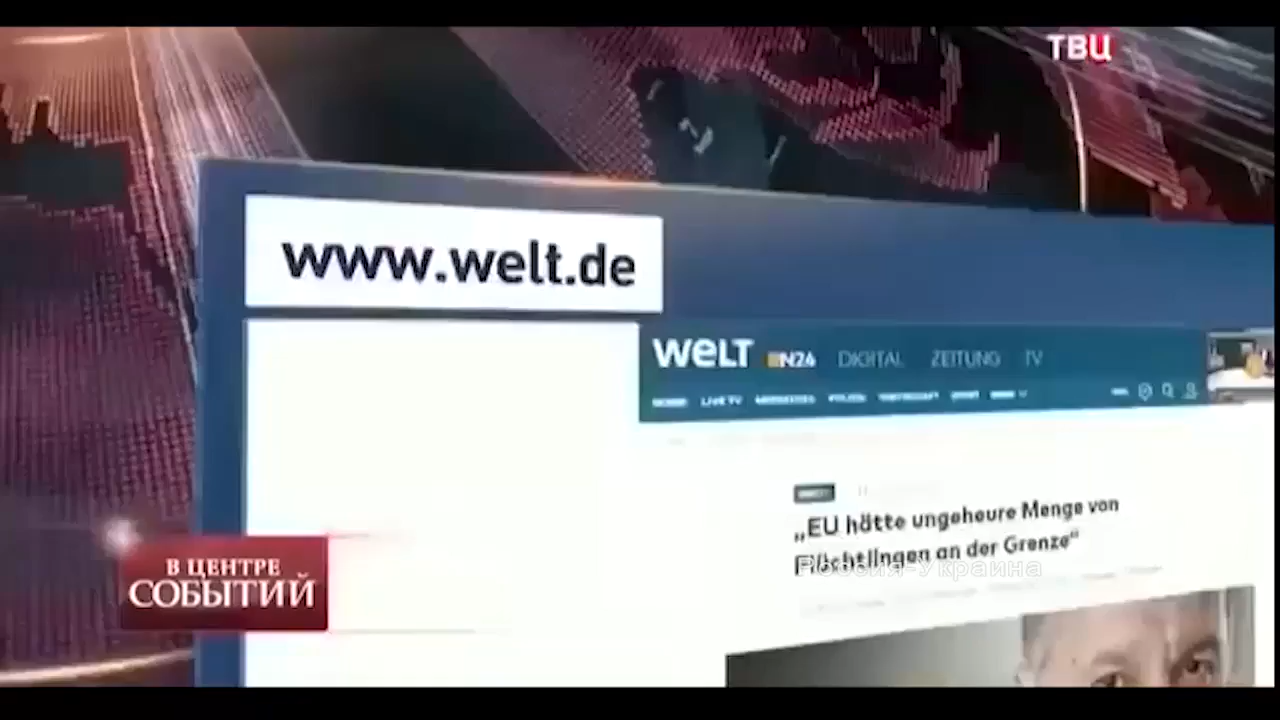 ТВЦ
www.welt.de
WELT N24 DIGITAL ZEITUNG TV
LIVE TV
„EU hätte ungeheure Menge von
Flüchtlingen an der Grenze“
Россия-Украина
В ЦЕНТРЕ
СОБЫТИЙ